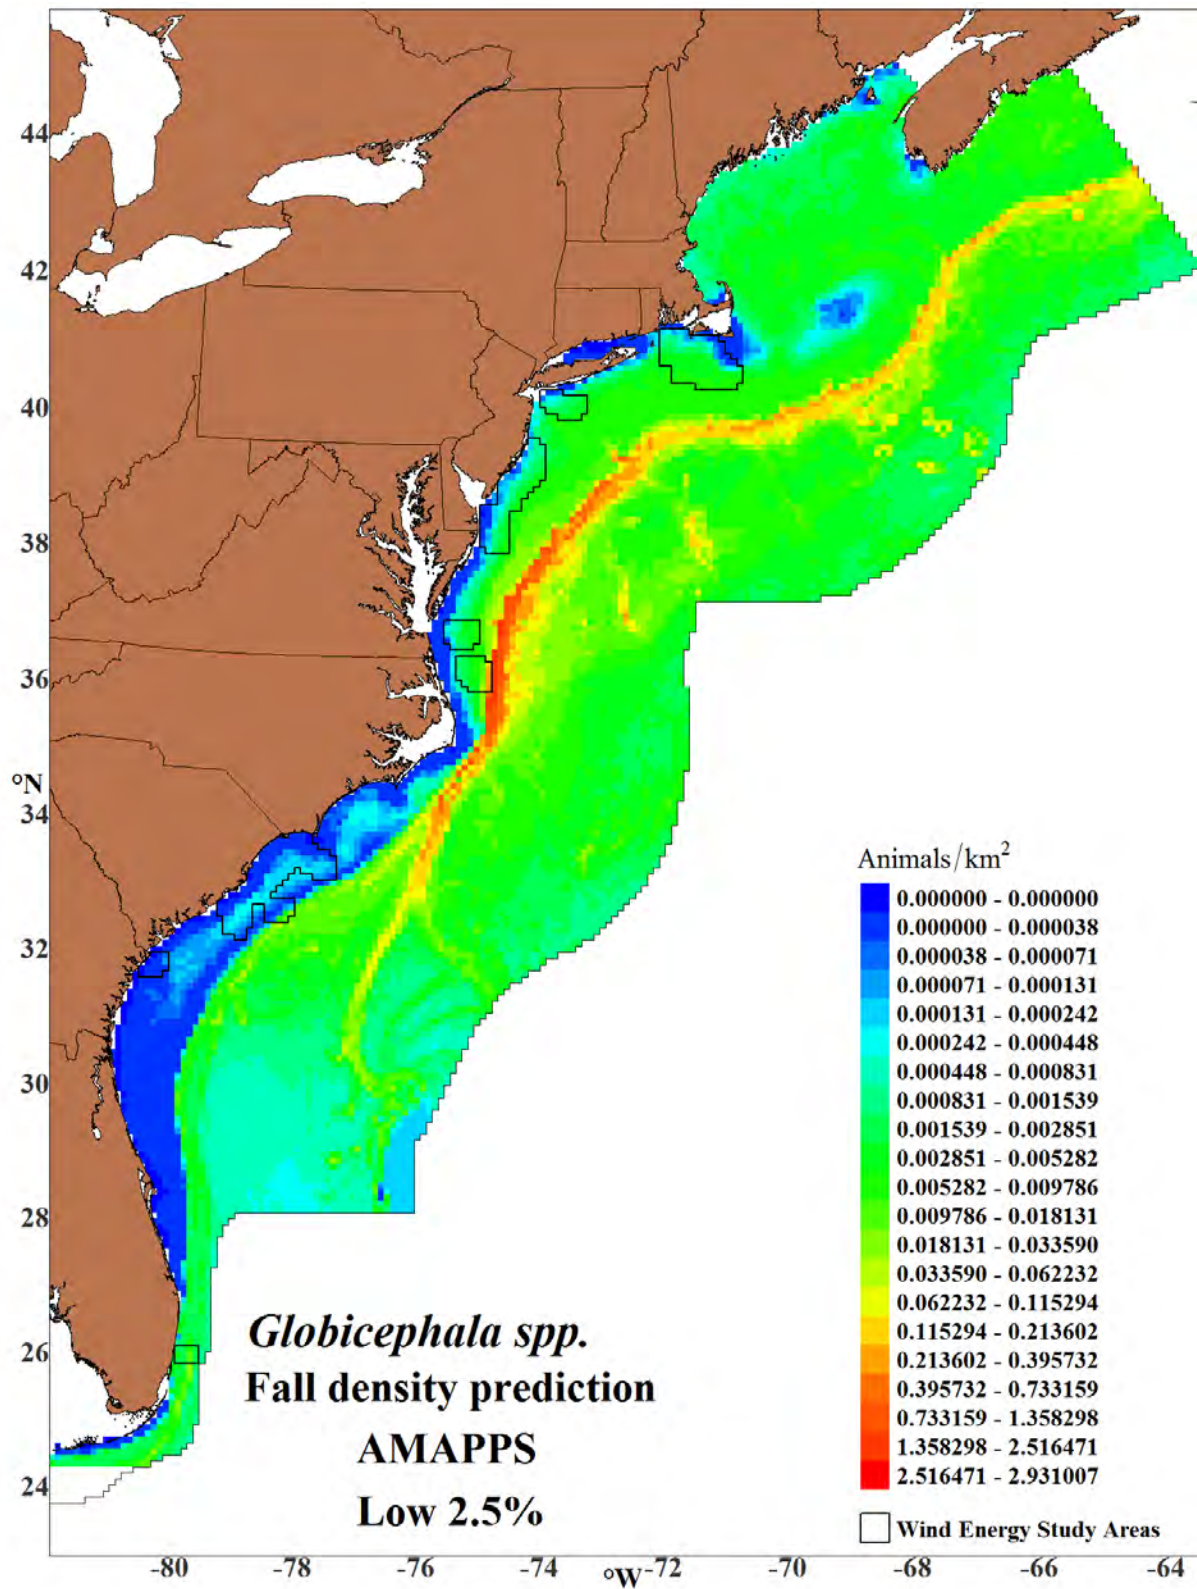 44
42
40
38
36
°N
34
32
30
28
26
24
Animals/km²
0.000000 - 0.000000
0.000000 - 0.000038
0.000038 - 0.000071
0.000071 - 0.000131
0.000131 - 0.000242
0.000242 - 0.000448
0.000448 - 0.000831
0.000831 - 0.001539
0.001539 - 0.002851
0.002851 - 0.005282
0.005282 - 0.009786
0.009786 - 0.018131
0.018131 - 0.033590
0.033590 - 0.062232
0.062232 - 0.115294
0.115294 - 0.213602
0.213602 - 0.395732
0.395732 - 0.733159
0.733159 - 1.358298
1.358298 - 2.516471
2.516471 - 2.931007
Wind Energy Study Areas
Globicephala spp.
Fall density prediction
AMAPPS
Low 2.5%
-80 -78 -76 -74 -72 -70 -68 -66 -64
°W